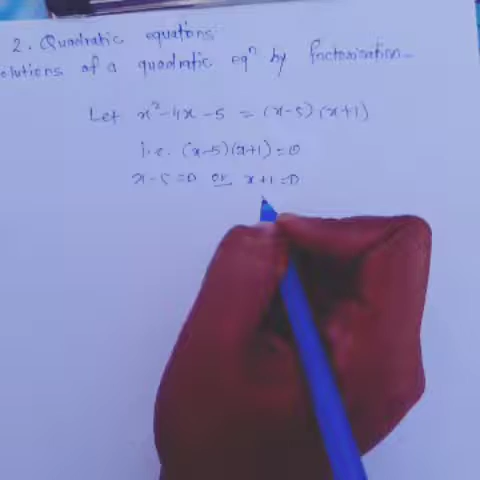 2. Quadratic equations
olutions of a quadratic eqⁿ by factorisation
Let x² - 4x - 5 = (x-5) (x+1)
i.e. (x-5)(x+1) = 0
x-5=0 or x+1=0